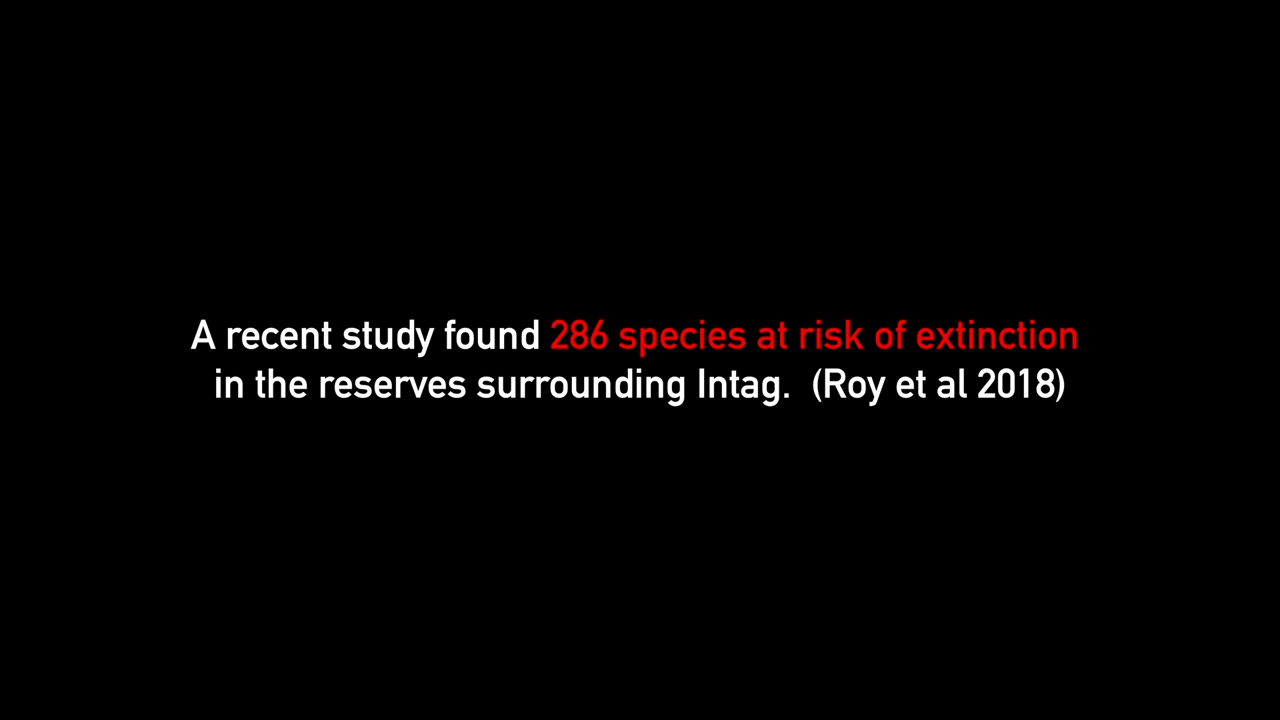 A recent study found 286 species at risk of extinction
in the reserves surrounding Intag.  (Roy et al 2018)